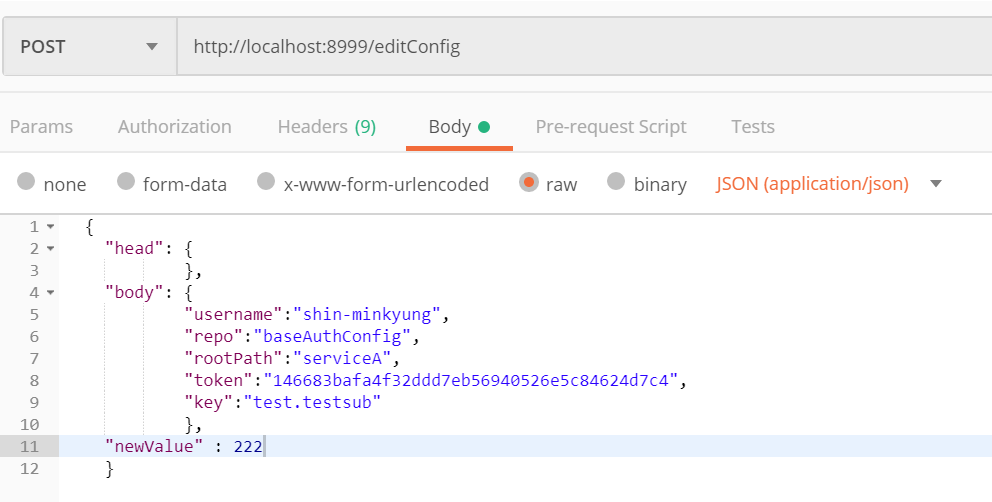 POST http://localhost:8999/editConfig
Params Authorization Headers (9) Body Pre-request Script Tests
none form-data x-www-form-urlencoded raw binary JSON (application/json)
1 {
2 "head": {
3 },
4 "body": {
5 "username":"shin-minkyung",
6 "repo":"baseAuthConfig",
7 "rootPath":"serviceA",
8 "token":"146683bafa4f32ddd7eb56940526e5c84624d7c4",
9 "key":"test.testsub"
10 },
11 "newValue" : 222
12 }